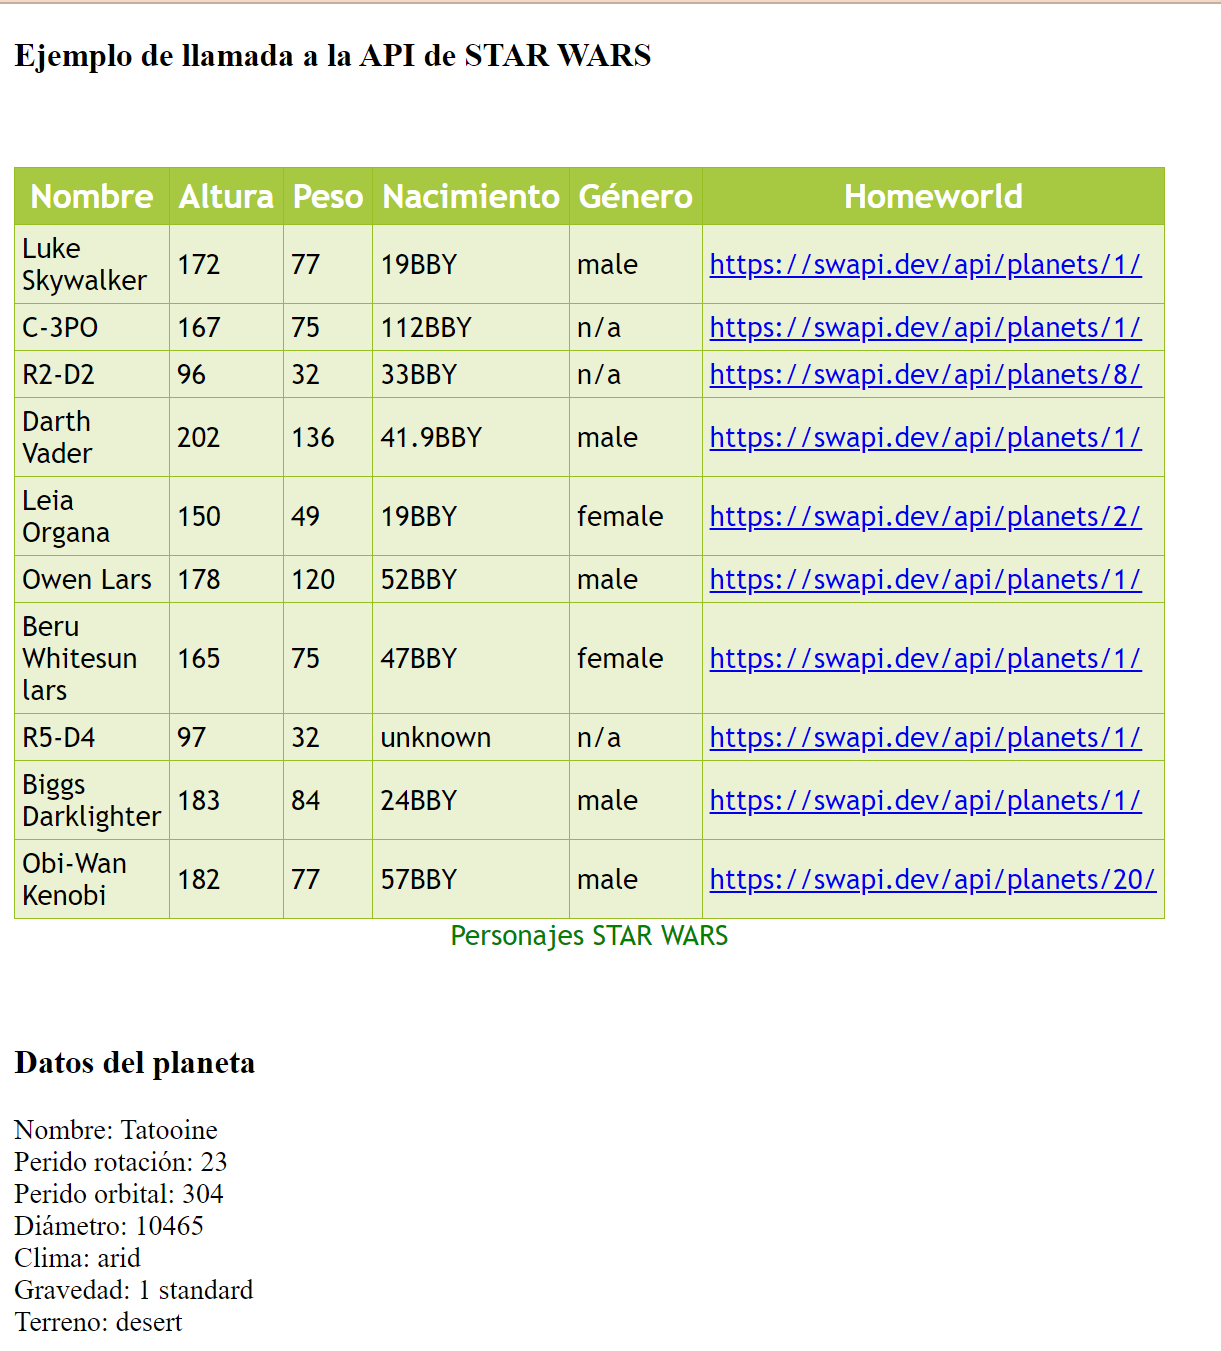 Ejemplo de llamada a la API de STAR WARS
Nombre Altura Peso Nacimiento Género Homeworld
Luke
Skywalker 172 77 19BBY male https://swapi.dev/api/planets/1/
C-3PO 167 75 112BBY n/a https://swapi.dev/api/planets/1/
R2-D2 96 32 33BBY n/a https://swapi.dev/api/planets/8/
Darth
Vader 202 136 41.9BBY male https://swapi.dev/api/planets/1/
Leia
Organa 150 49 19BBY female https://swapi.dev/api/planets/2/
Owen Lars 178 120 52BBY male https://swapi.dev/api/planets/1/
Beru
Whitesun
lars 165 75 47BBY female https://swapi.dev/api/planets/1/
R5-D4 97 32 unknown n/a https://swapi.dev/api/planets/1/
Biggs
Darklighter 183 84 24BBY male https://swapi.dev/api/planets/1/
Obi-Wan
Kenobi 182 77 57BBY male https://swapi.dev/api/planets/20/
Personajes STAR WARS
Datos del planeta
Nombre: Tatooine
Perido rotación: 23
Perido orbital: 304
Diámetro: 10465
Clima: arid
Gravedad: 1 standard
Terreno: desert